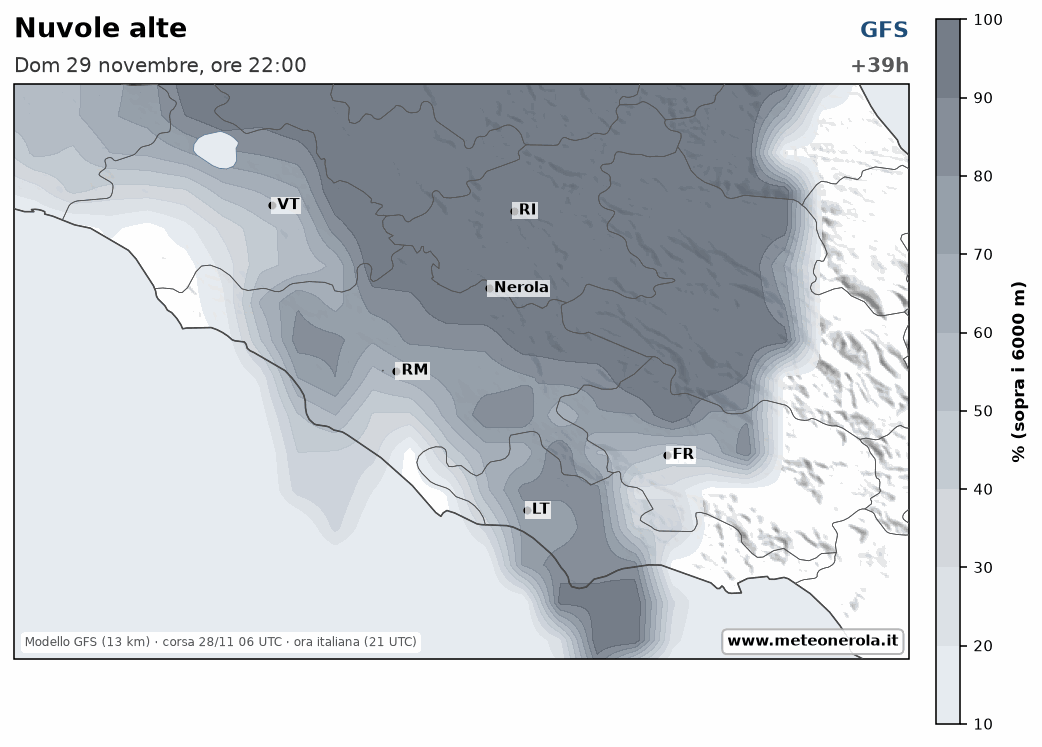 Nuvole alte
GFS
Dom 29 novembre, ore 22:00
+39h
VT
RI
Nerola
RM
FR
LT
Modello GFS (13 km) · corsa 28/11 06 UTC · ora italiana (21 UTC)
www.meteonerola.it
100
90
80
70
60
50
40
30
20
10
% (sopra i 6000 m)